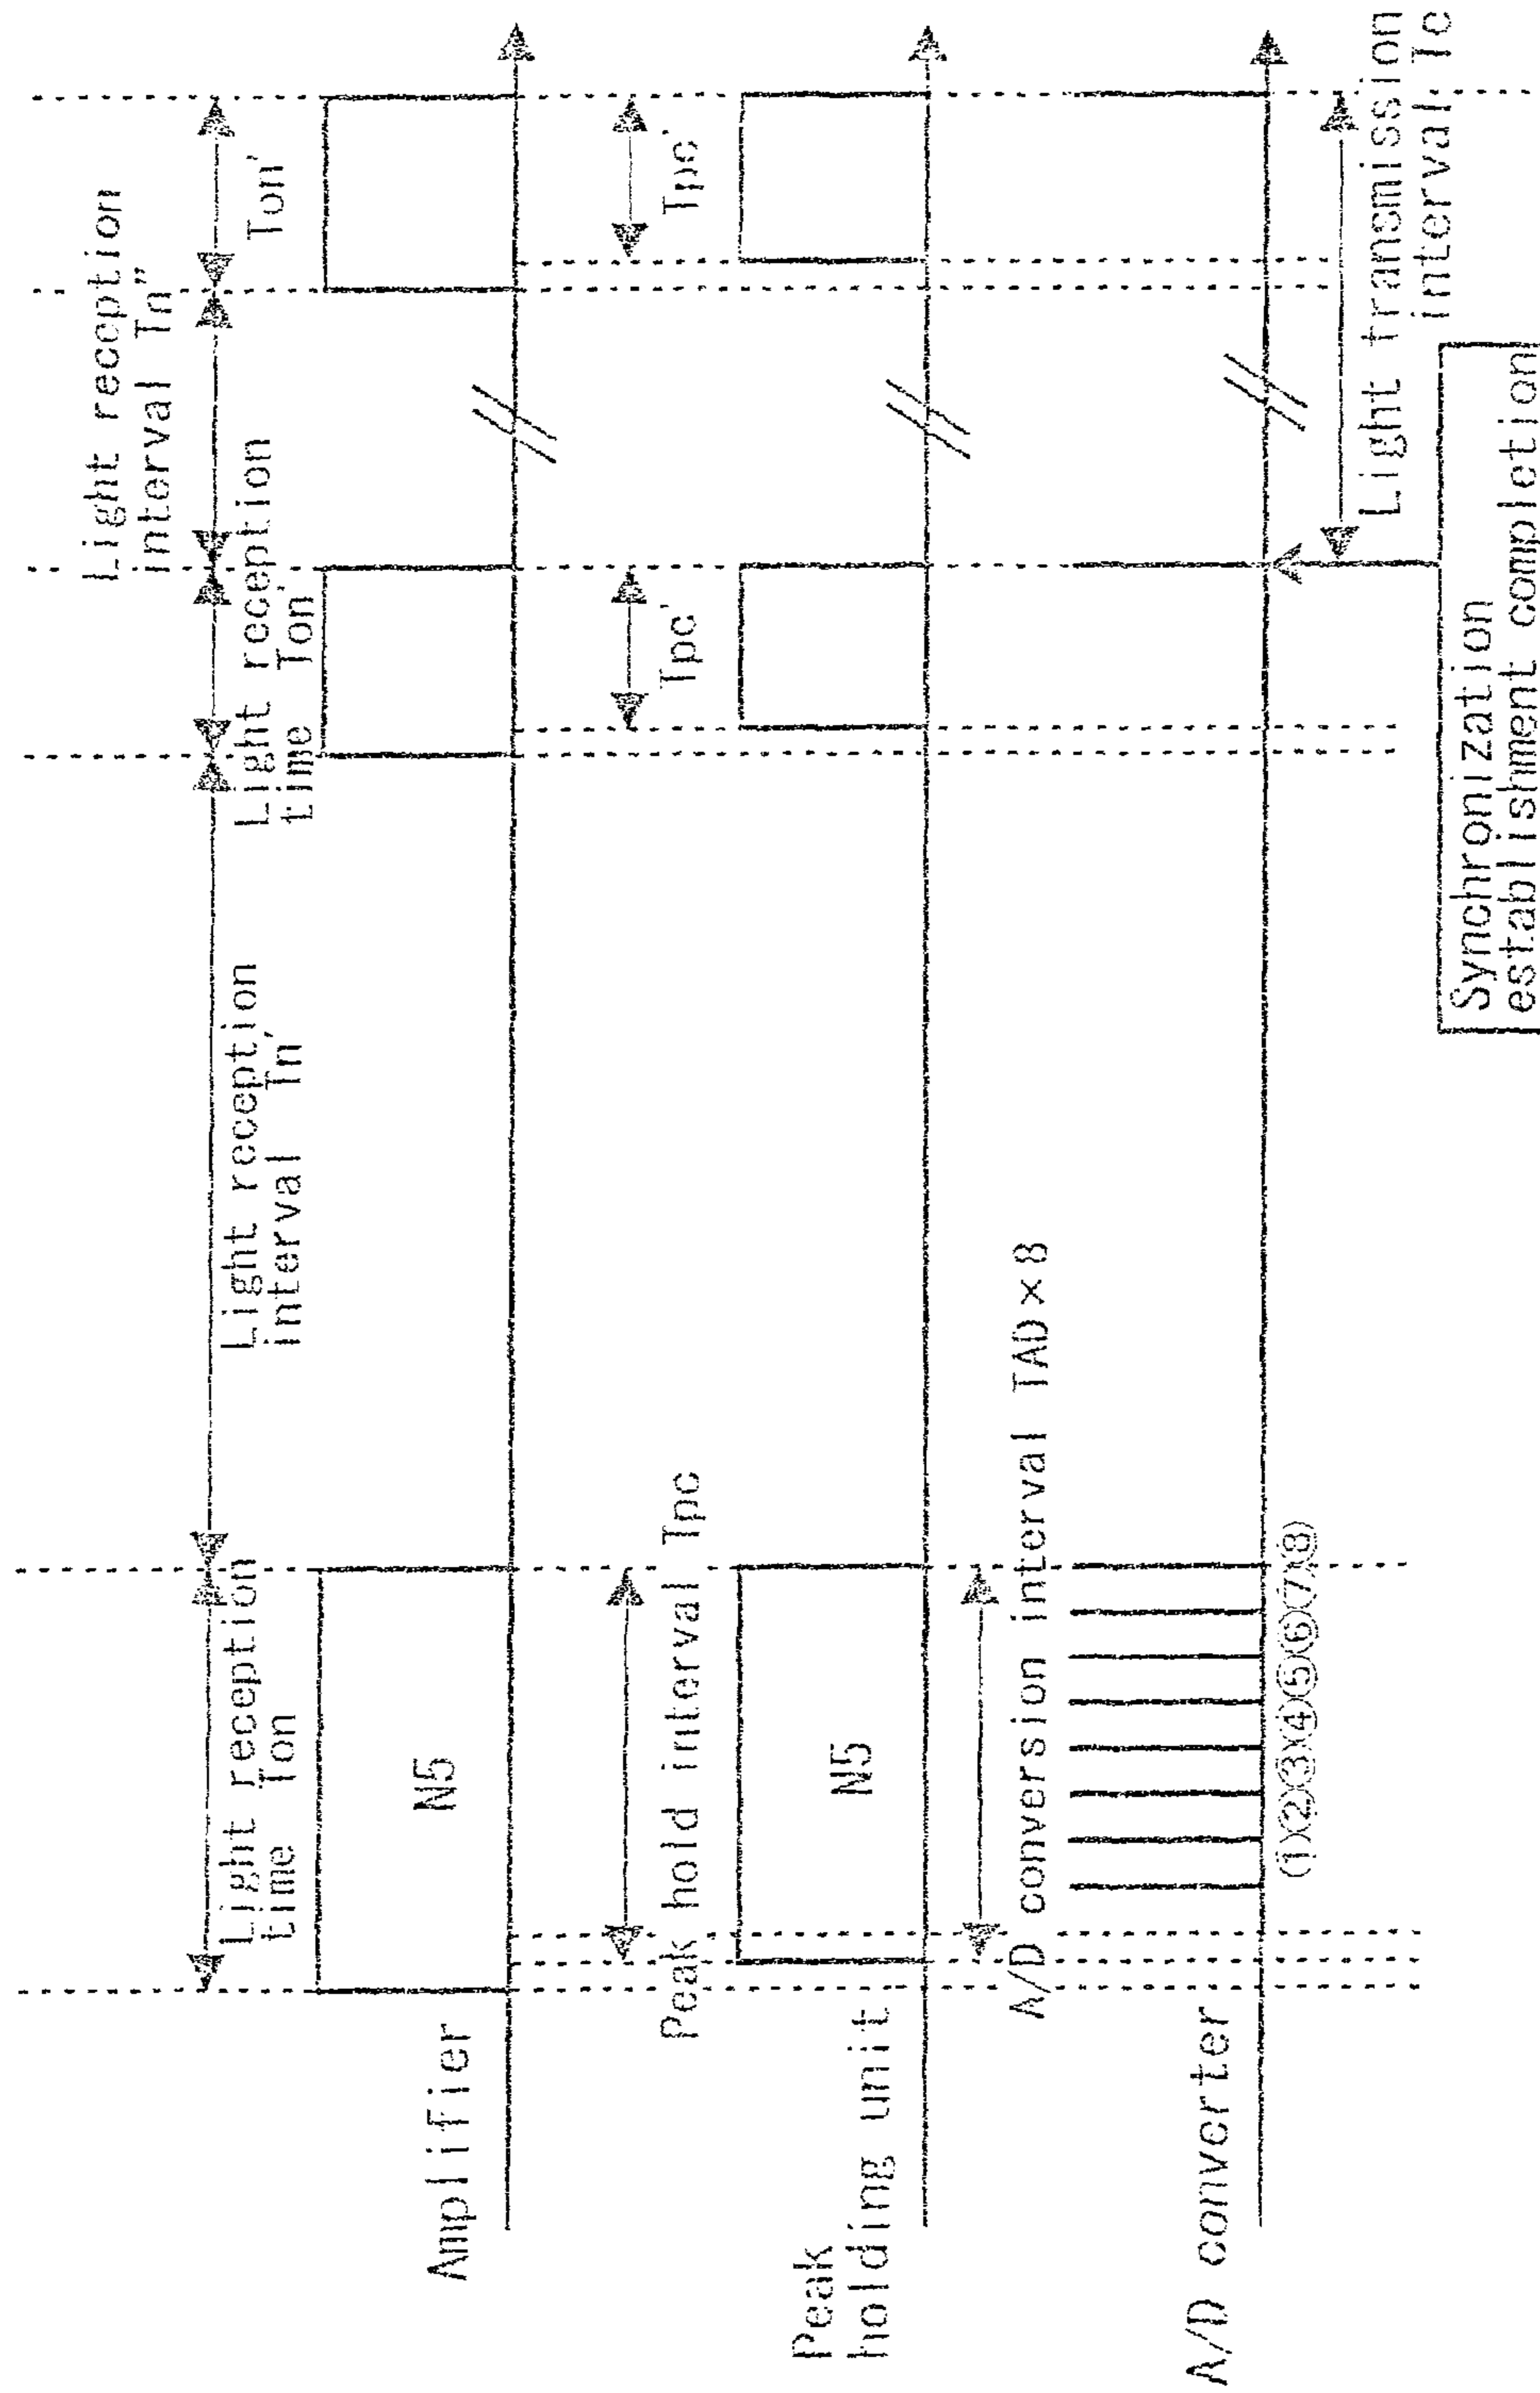 Light reception
time Ton
Light reception
interval Tn'
Light reception
time Ton'
Light reception
interval Tn"
Ton'
Amplifier
N5
Peak hold interval Tpc
Tpc'
Tpc'
Peak
holding unit
N5
A/D conversion interval TAD×8
A/D converter
①②③④⑤⑥⑦⑧
Light transmission
interval Tc
Synchronization
establishment completion